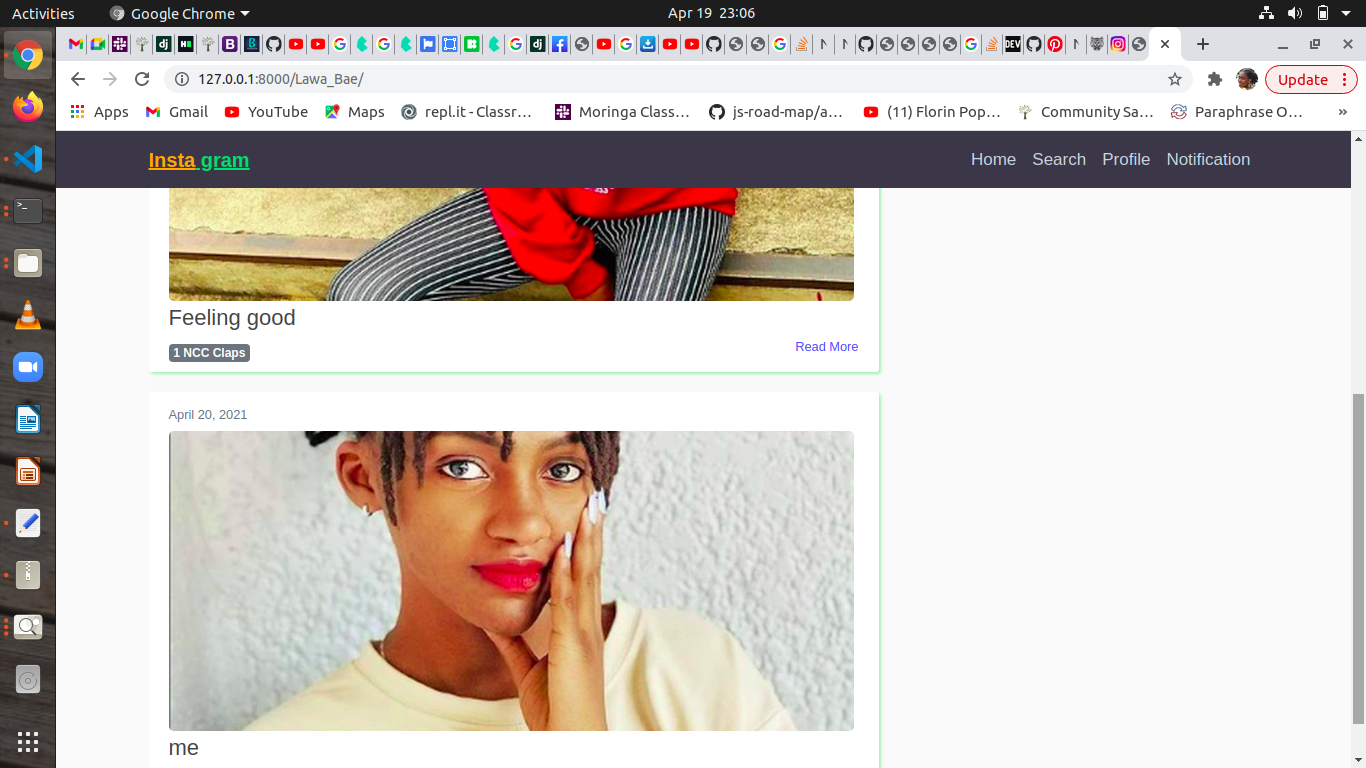 Activities
Google Chrome
Apr 19 23:06
127.0.0.1:8000/Lawa_Bae/
Update
Apps
Gmail
YouTube
Maps
repl.it - Classr…
Moringa Class…
js-road-map/a…
(11) Florin Pop…
Community Sa…
Paraphrase O…
»
Insta gram
Home Search Profile Notification
Feeling good
1 NCC Claps
Read More
April 20, 2021
me